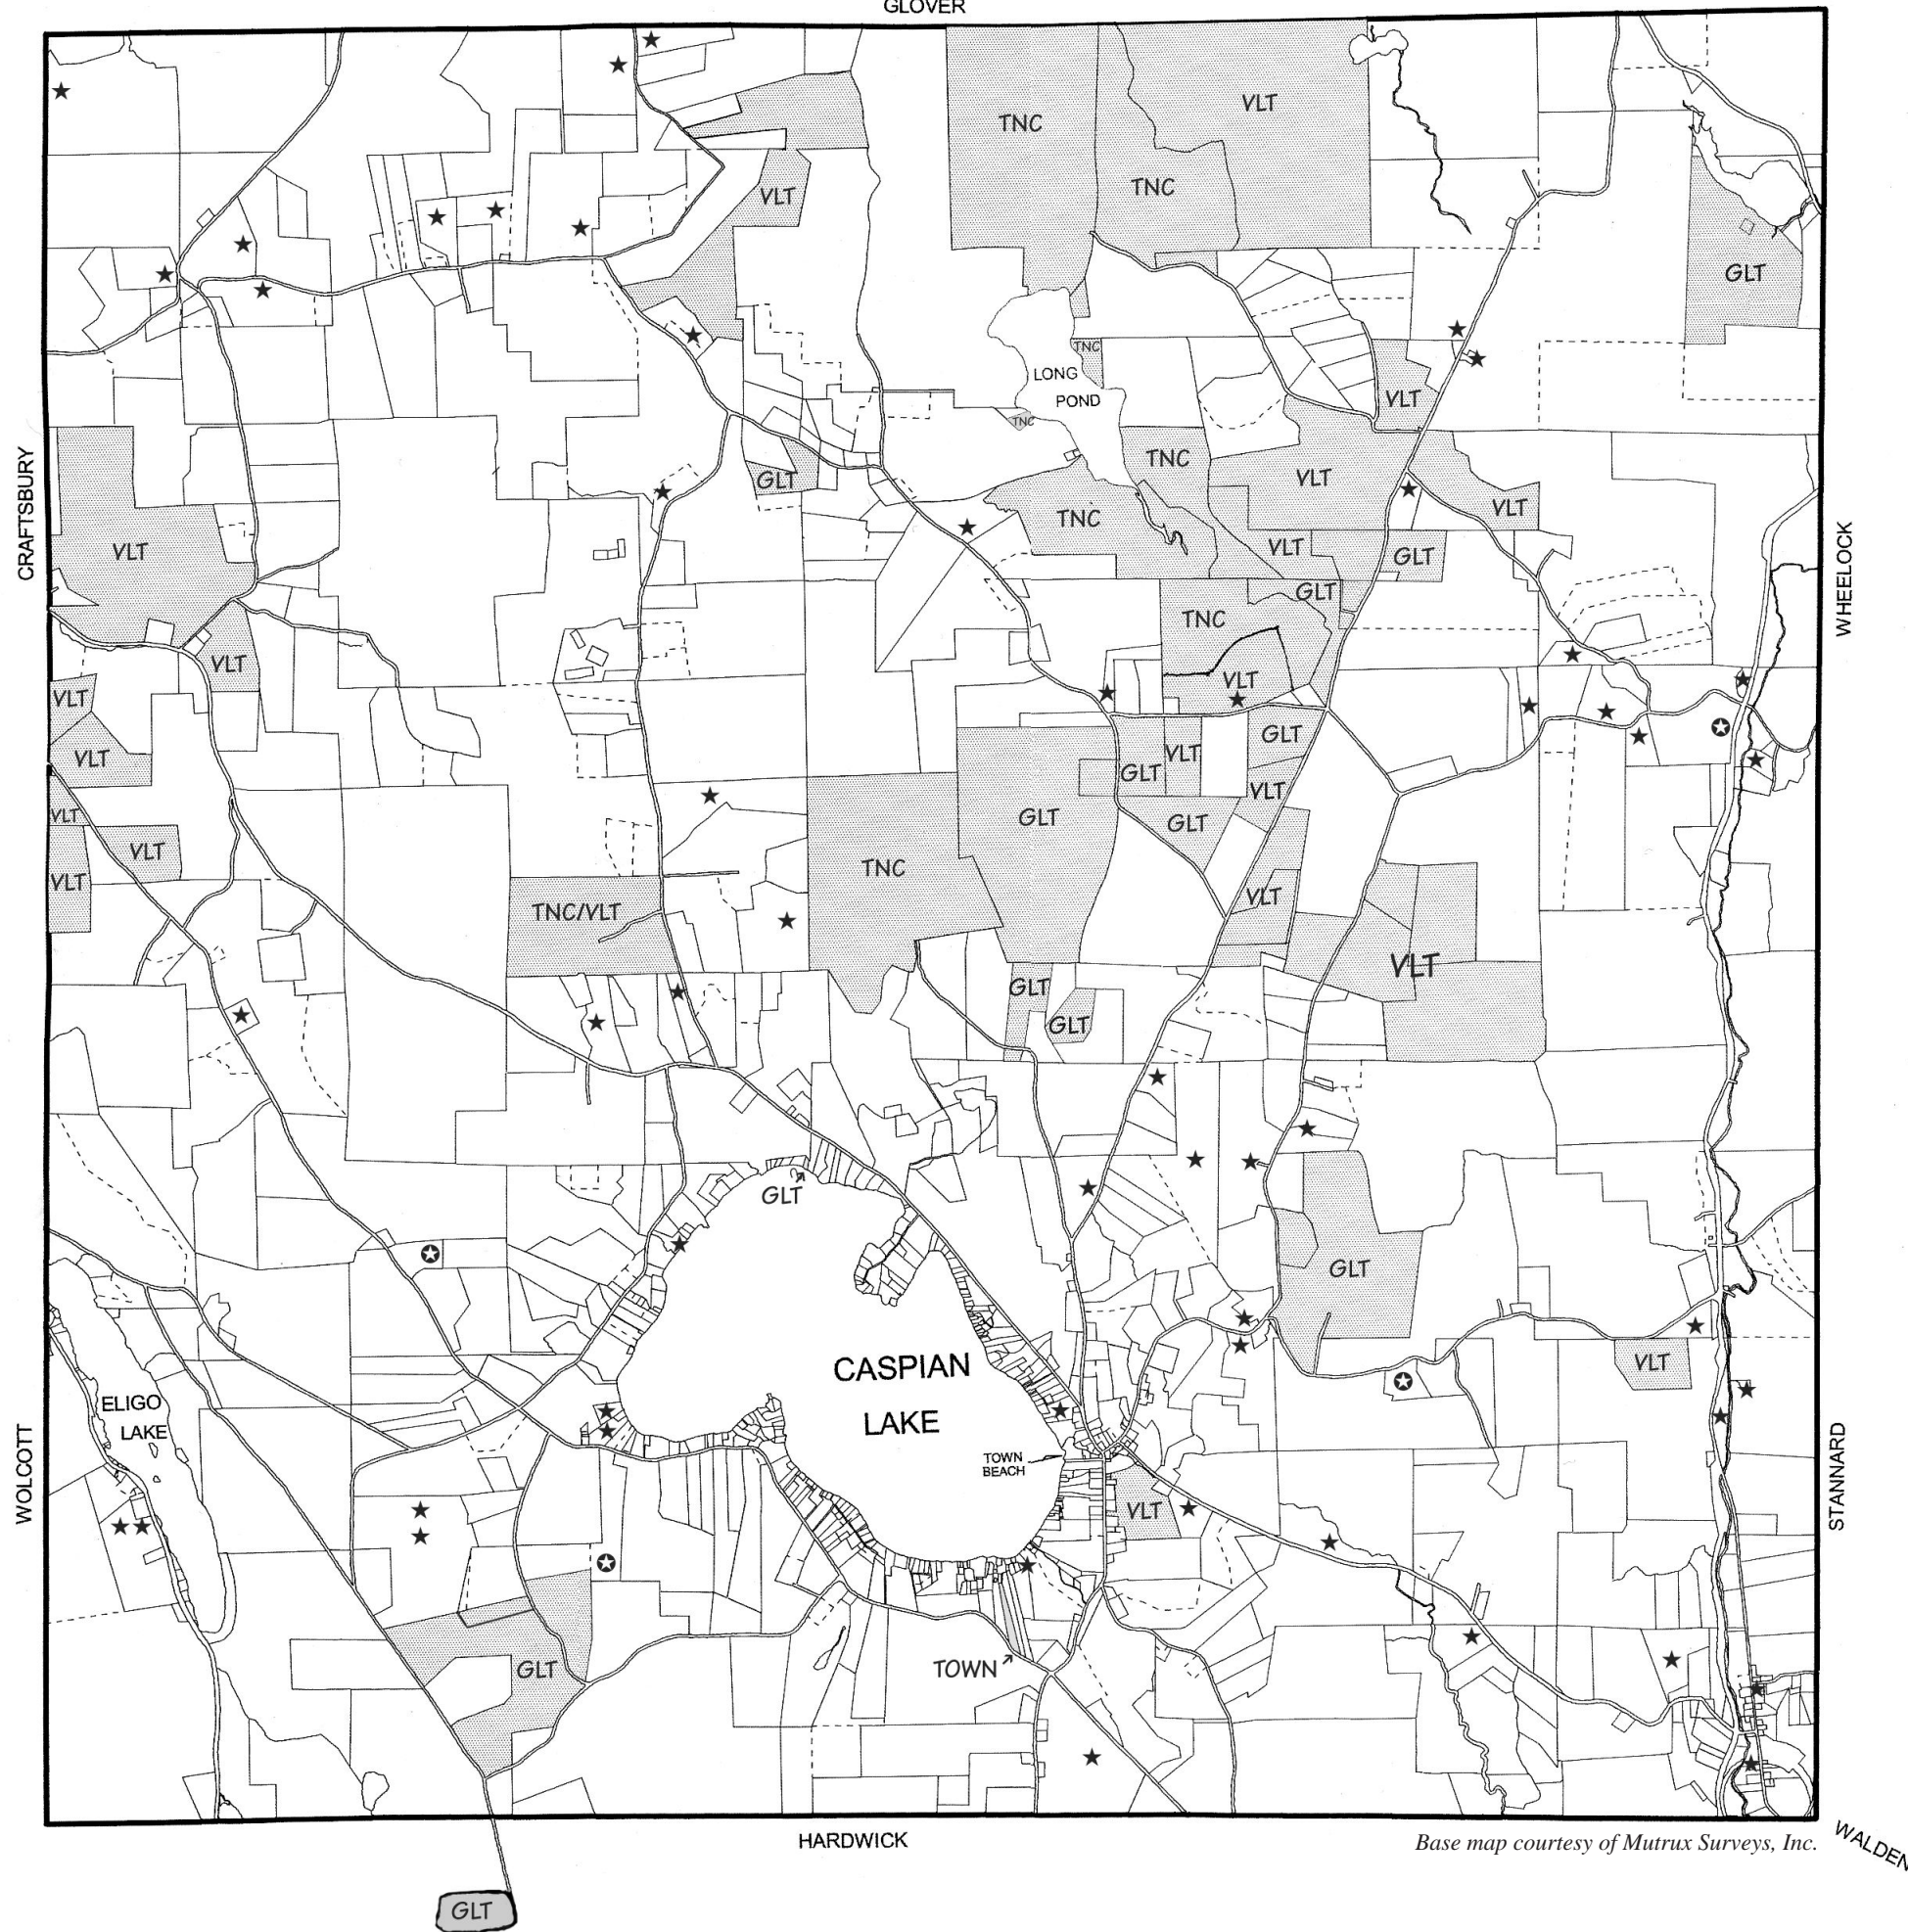 GLOVER
VLT
TNC
VLT
TNC
GLT
TNC
LONG
POND
VLT
TNC
TNC
VLT
GLT
VLT
TNC
VLT
CRAFTSBURY
WHEELOCK
VLT
GLT
GLT
TNC
VLT
VLT
VLT
GLT
VLT
VLT
GLT
VLT
VLT
GLT
GLT
VLT
TNC
VLT
VLT
TNC/VLT
VLT
GLT
GLT
GLT
GLT
VLT
CASPIAN
LAKE
ELIGO
LAKE
TOWN
BEACH
WOLCOTT
STANNARD
VLT
GLT
TOWN
HARDWICK
Base map courtesy of Mutrux Surveys, Inc.
WALDEN
GLT